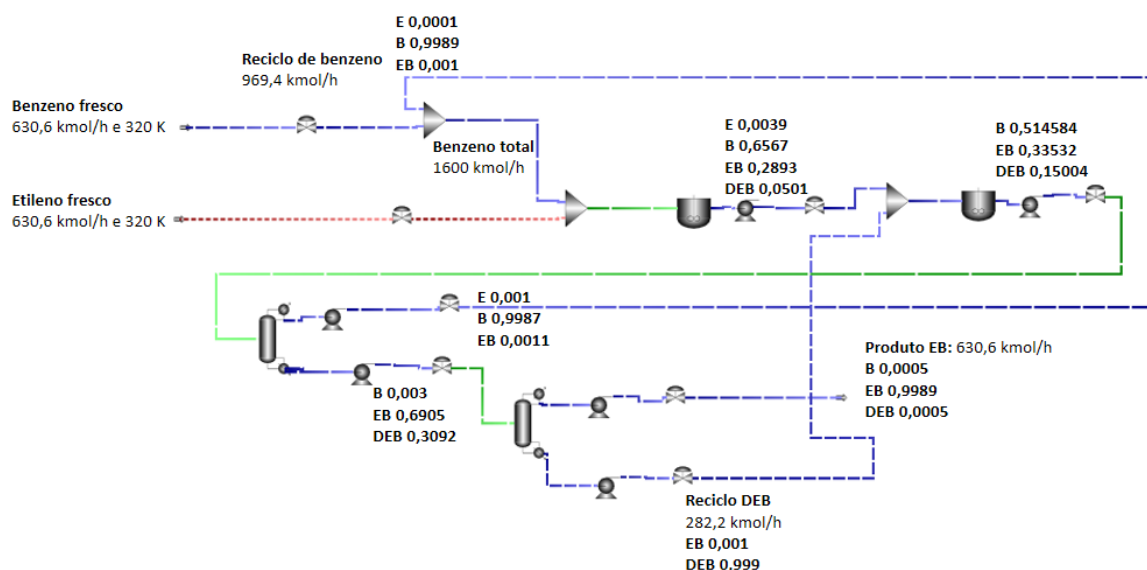 E 0,0001
B 0,9989
EB 0,001
Reciclo de benzeno
969,4 kmol/h
Benzeno fresco
630,6 kmol/h e 320 K
Benzeno total
1600 kmol/h
E 0,0039
B 0,6567
EB 0,2893
DEB 0,0501
B 0,514584
EB 0,33532
DEB 0,15004
Etileno fresco
630,6 kmol/h e 320 K
E 0,001
B 0,9987
EB 0,0011
B 0,003
EB 0,6905
DEB 0,3092
Produto EB: 630,6 kmol/h
B 0,0005
EB 0,9989
DEB 0,0005
Reciclo DEB
282,2 kmol/h
EB 0,001
DEB 0.999